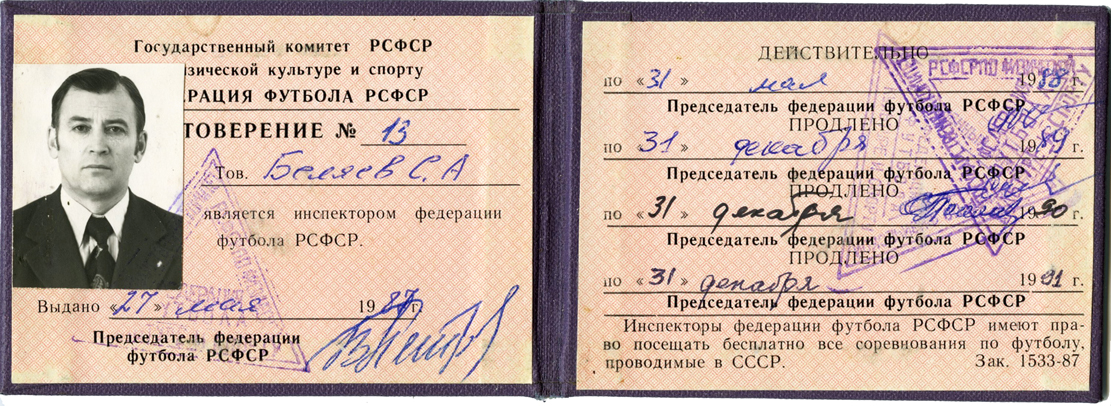 Государственный комитет РСФСР
изической культуре и спорту
ЕРАЦИЯ ФУТБОЛА РСФСР
ТОВЕРЕНИЕ № 13
Тов. Беляев С.А
является инспектором федерации
футбола РСФСР.
Выдано «27» мая 1987 г.
Председатель федерации
футбола РСФСР
ДЕЙСТВИТЕЛЬНО
по «31» мая 1988 г.
Председатель федерации футбола РСФСР
ПРОДЛЕНО
по «31» декабря 1989 г.
Председатель федерации футбола РСФСР
ПРОДЛЕНО
по «31» декабря 1990 г.
Председатель федерации футбола РСФСР
ПРОДЛЕНО
по «31» декабря 1991 г.
Председатель федерации футбола РСФСР
Инспекторы федерации футбола РСФСР имеют пра-
во посещать бесплатно все соревнования по футболу,
проводимые в СССР. Зак. 1533-87